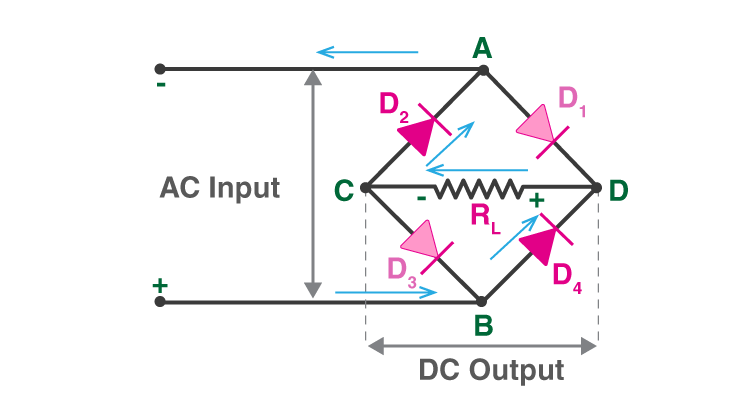 A
-
D1
D2
AC Input
C
-
+
D
RL
D3
D4
+
B
DC Output